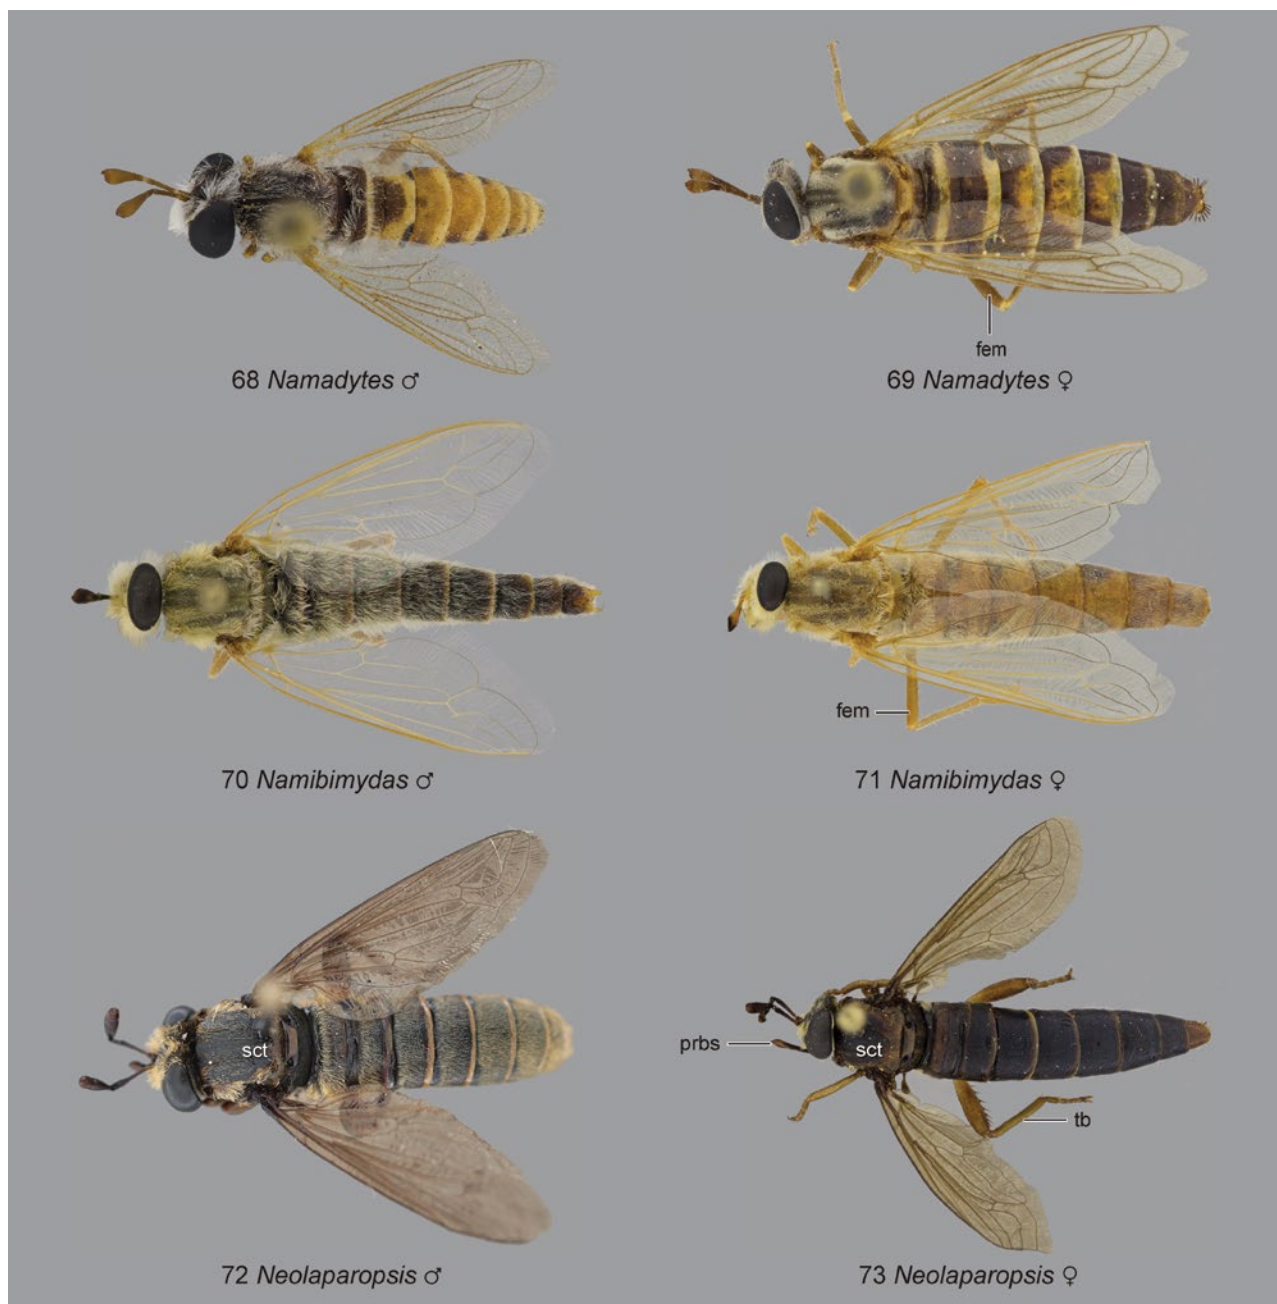 fem
68 Namadytes ♂
69 Namadytes ♀
fem
70 Namibimydas ♂
71 Namibimydas ♀
sct
prbs
sct
tb
72 Neolaparopsis ♂
73 Neolaparopsis ♀